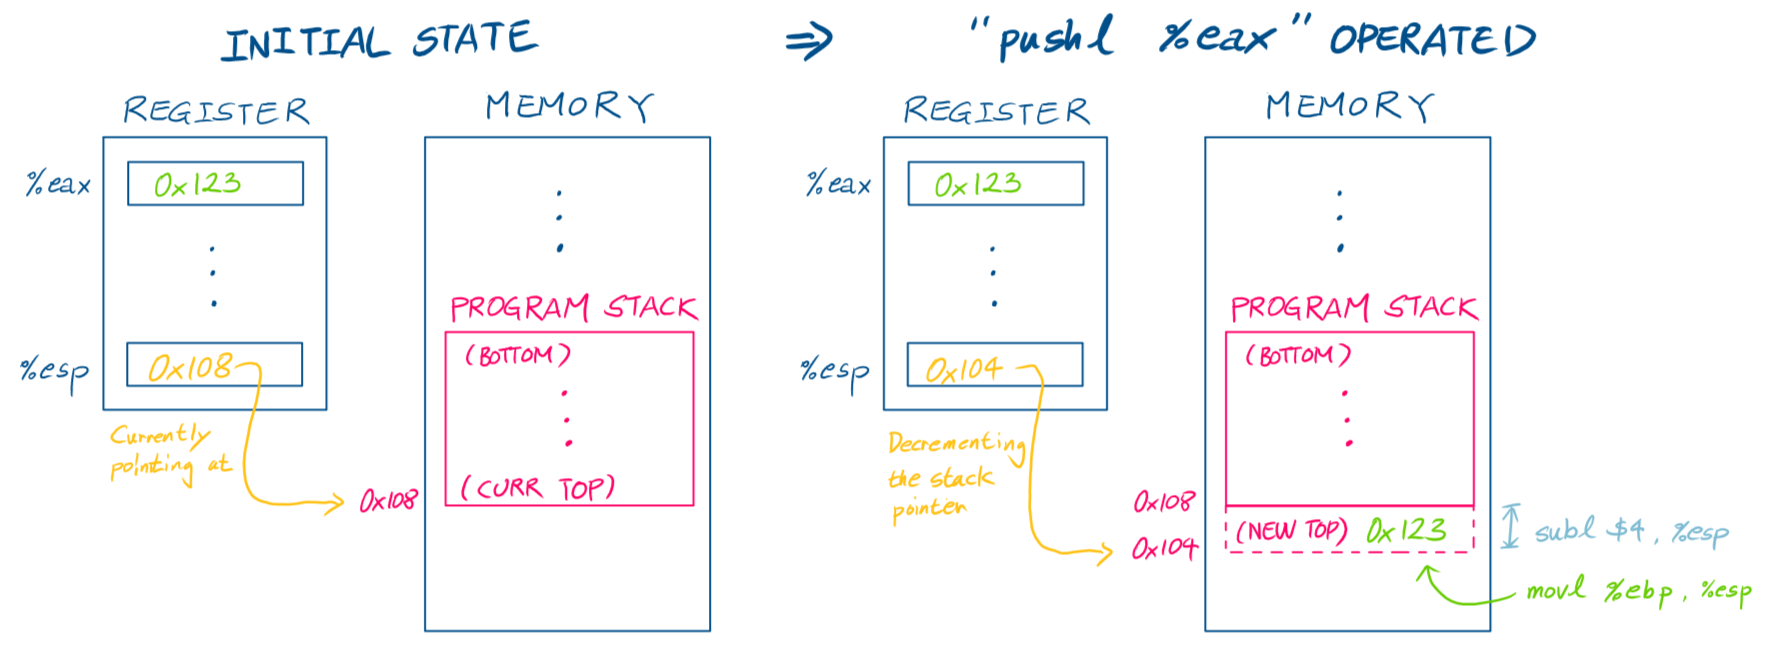 INITIAL STATE ⇒ "pushl %eax" OPERATED
REGISTER
MEMORY
%eax
0x123
PROGRAM STACK
(BOTTOM)
%esp
0x108
Currently
pointing at
(CURR TOP)
0x108
REGISTER
MEMORY
%eax
0x123
PROGRAM STACK
(BOTTOM)
%esp
0x104
Decrementing
the stack
pointer
0x108
(NEW TOP) 0x123
0x104
subl $4, %esp
movl %ebp, %esp